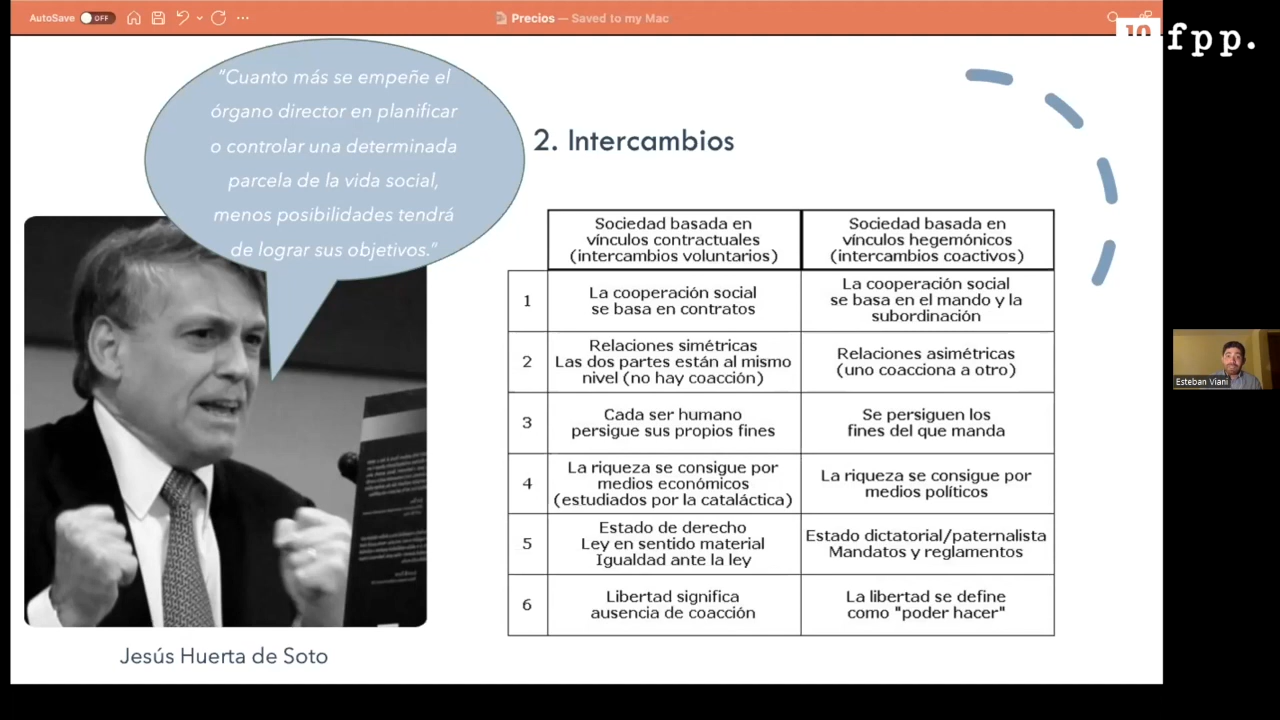 AutoSave OFF
Precios — Saved to my Mac
10
fpp.
"Cuanto más se empeñe el
órgano director en planificar
o controlar una determinada
parcela de la vida social,
menos posibilidades tendrá
de lograr sus objetivos."
2. Intercambios
Sociedad basada en
vínculos contractuales
(intercambios voluntarios)
Sociedad basada en
vínculos hegemónicos
(intercambios coactivos)
1
La cooperación social
se basa en contratos
La cooperación social
se basa en el mando y la
subordinación
2
Relaciones simétricas
Las dos partes están al mismo
nivel (no hay coacción)
Relaciones asimétricas
(uno coacciona a otro)
3
Cada ser humano
persigue sus propios fines
Se persiguen los
fines del que manda
4
La riqueza se consigue por
medios económicos
(estudiados por la cataláctica)
La riqueza se consigue por
medios políticos
5
Estado de derecho
Ley en sentido material
Igualdad ante la ley
Estado dictatorial/paternalista
Mandatos y reglamentos
6
Libertad significa
ausencia de coacción
La libertad se define
como "poder hacer"
Jesús Huerta de Soto
Esteban Viani